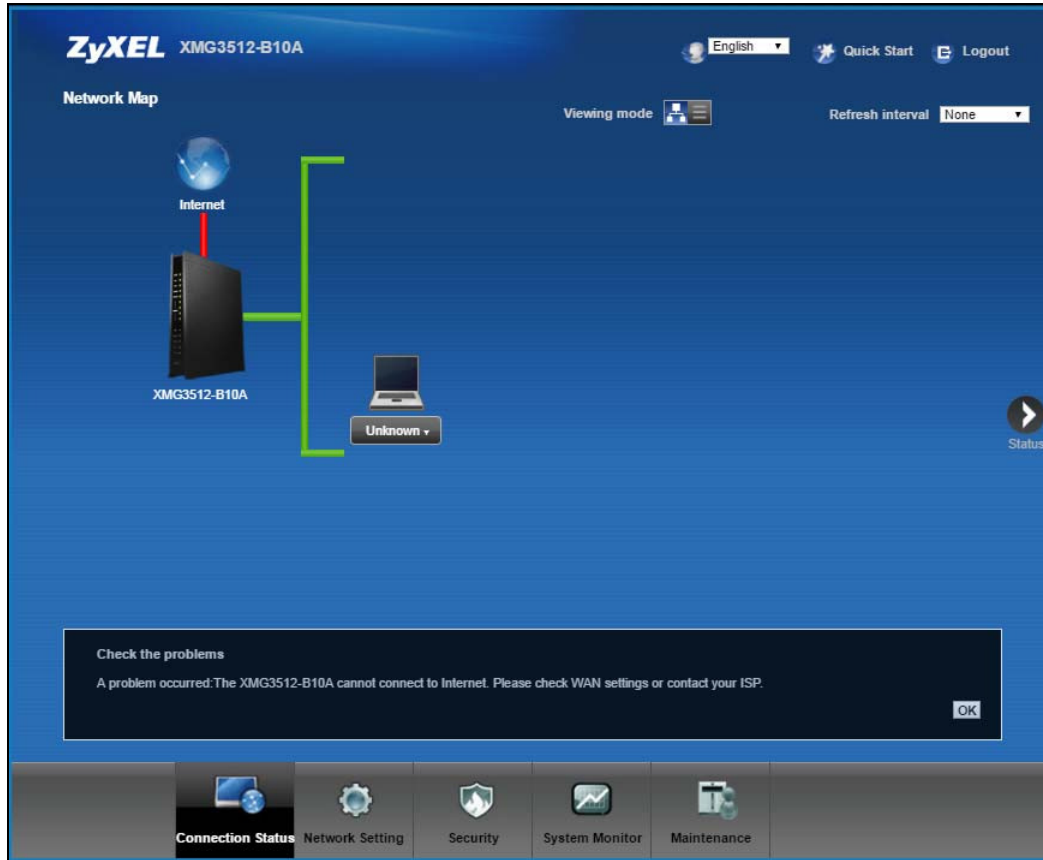 ZyXEL XMG3512-B10A
English
Quick Start
Logout
Network Map
Viewing mode
Refresh interval None
Internet
XMG3512-B10A
Unknown
Status
Check the problems
A problem occurred:The XMG3512-B10A cannot connect to Internet. Please check WAN settings or contact your ISP.
OK
Connection Status
Network Setting
Security
System Monitor
Maintenance